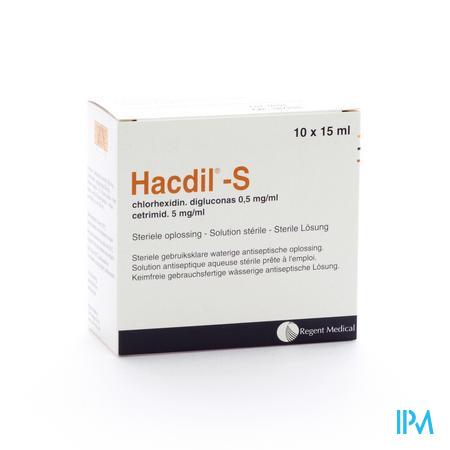 10 x 15 ml
Hacdil®-S
chlorhexidin. digluconas 0,5 mg/ml
cetrimid. 5 mg/ml
Steriele oplossing - Solution stérile - Sterile Lösung
Steriele gebruiksklare waterige antiseptische oplossing.
Solution antiseptique aqueuse stérile prête à l'emploi.
Keimfreie gebrauchsfertige wässerige antiseptische Lösung.
Regent Medical
IPM